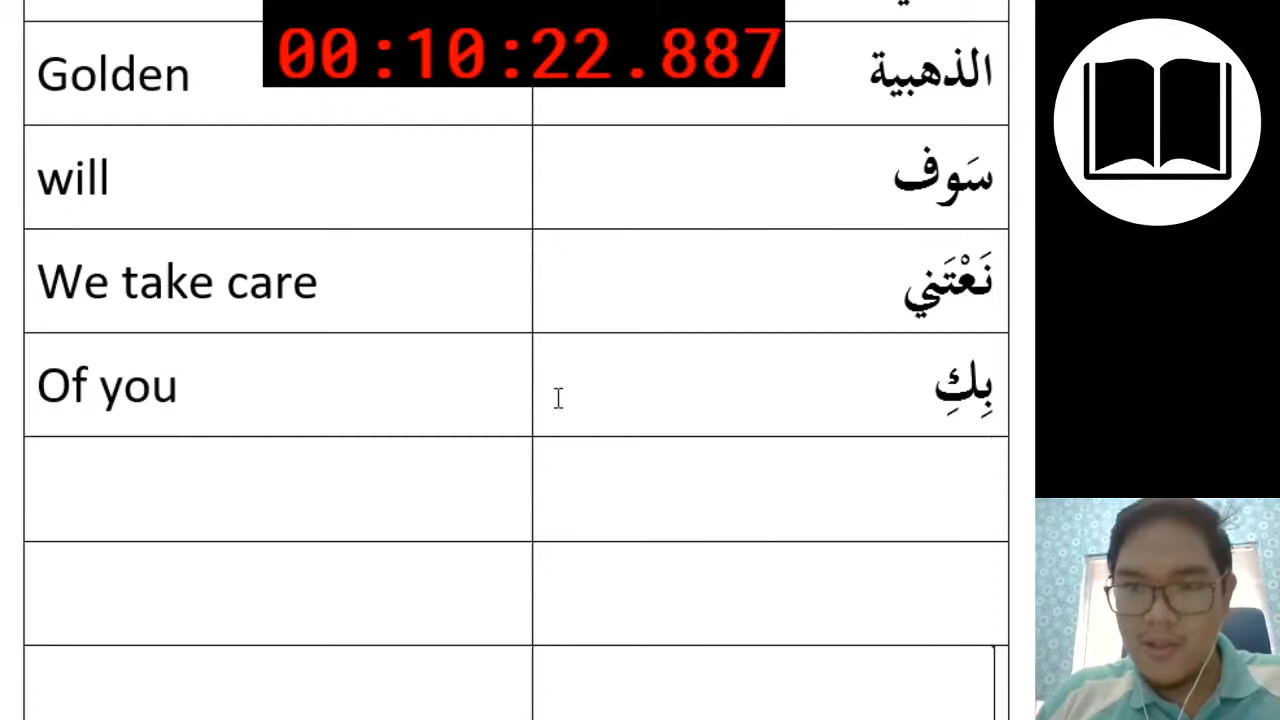 00:10:22.887
Golden الذهبية
will سَوف
We take care نَعْتَني
Of you بِكِ